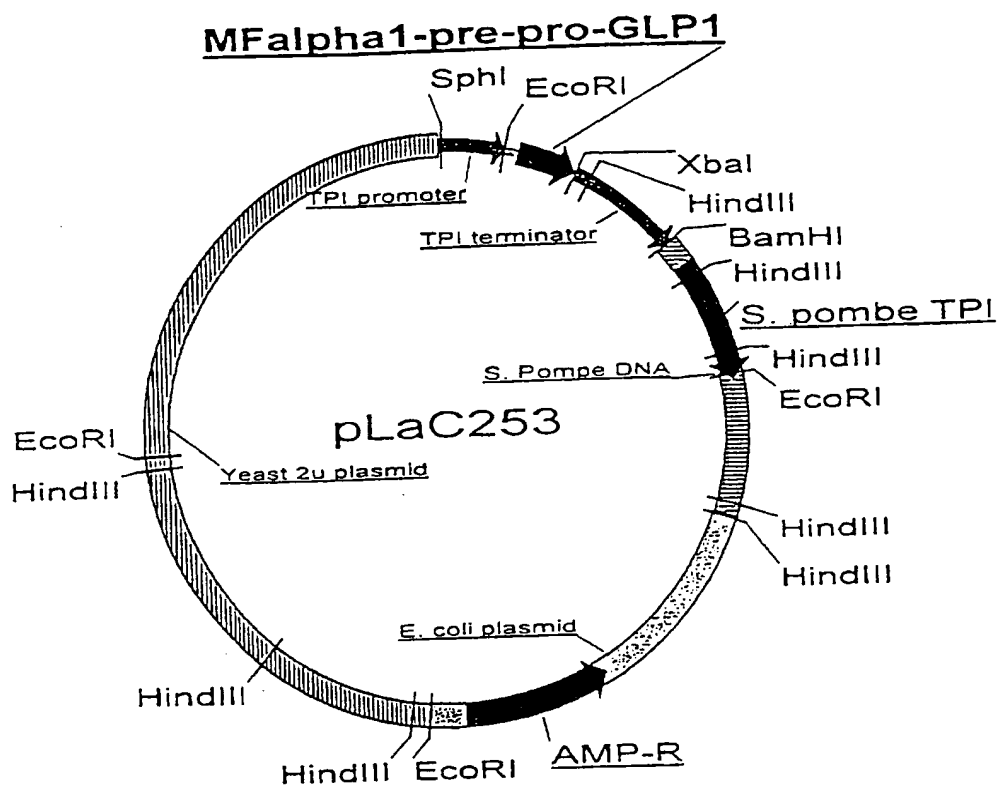 MFalpha1-pre-pro-GLP1
SphI
EcoRI
XbaI
HindIII
TPI promoter
TPI terminator
BamHI
HindIII
S. pombe TPI
HindIII
S. Pompe DNA
EcoRI
pLaC253
EcoRI
HindIII
Yeast 2u plasmid
HindIII
HindIII
E. coli plasmid
HindIII
HindIII
EcoRI
AMP-R